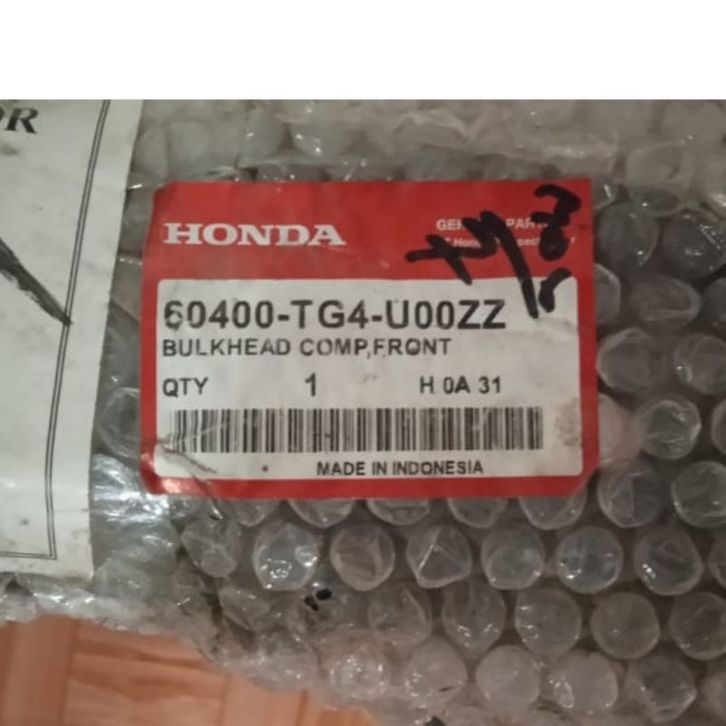 HONDA
60400-TG4-U00ZZ
BULKHEAD COMP,FRONT
QTY 1 H 0A 31
MADE IN INDONESIA